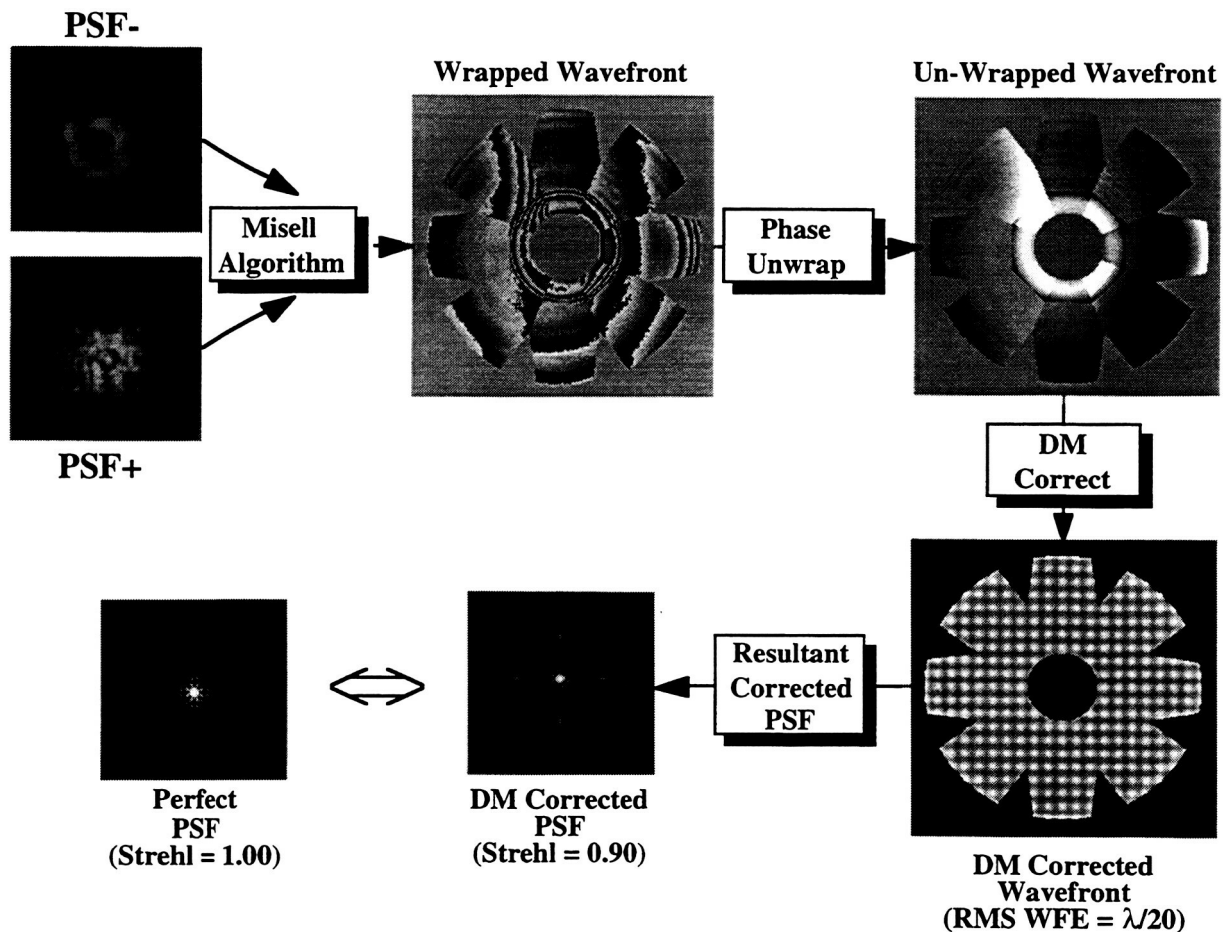 PSF-
Wrapped Wavefront
Un-Wrapped Wavefront
Misell
Algorithm
Phase
Unwrap
PSF+
DM
Correct
Resultant
Corrected
PSF
Perfect
PSF
(Strehl = 1.00)
DM Corrected
PSF
(Strehl = 0.90)
DM Corrected
Wavefront
(RMS WFE = λ/20)